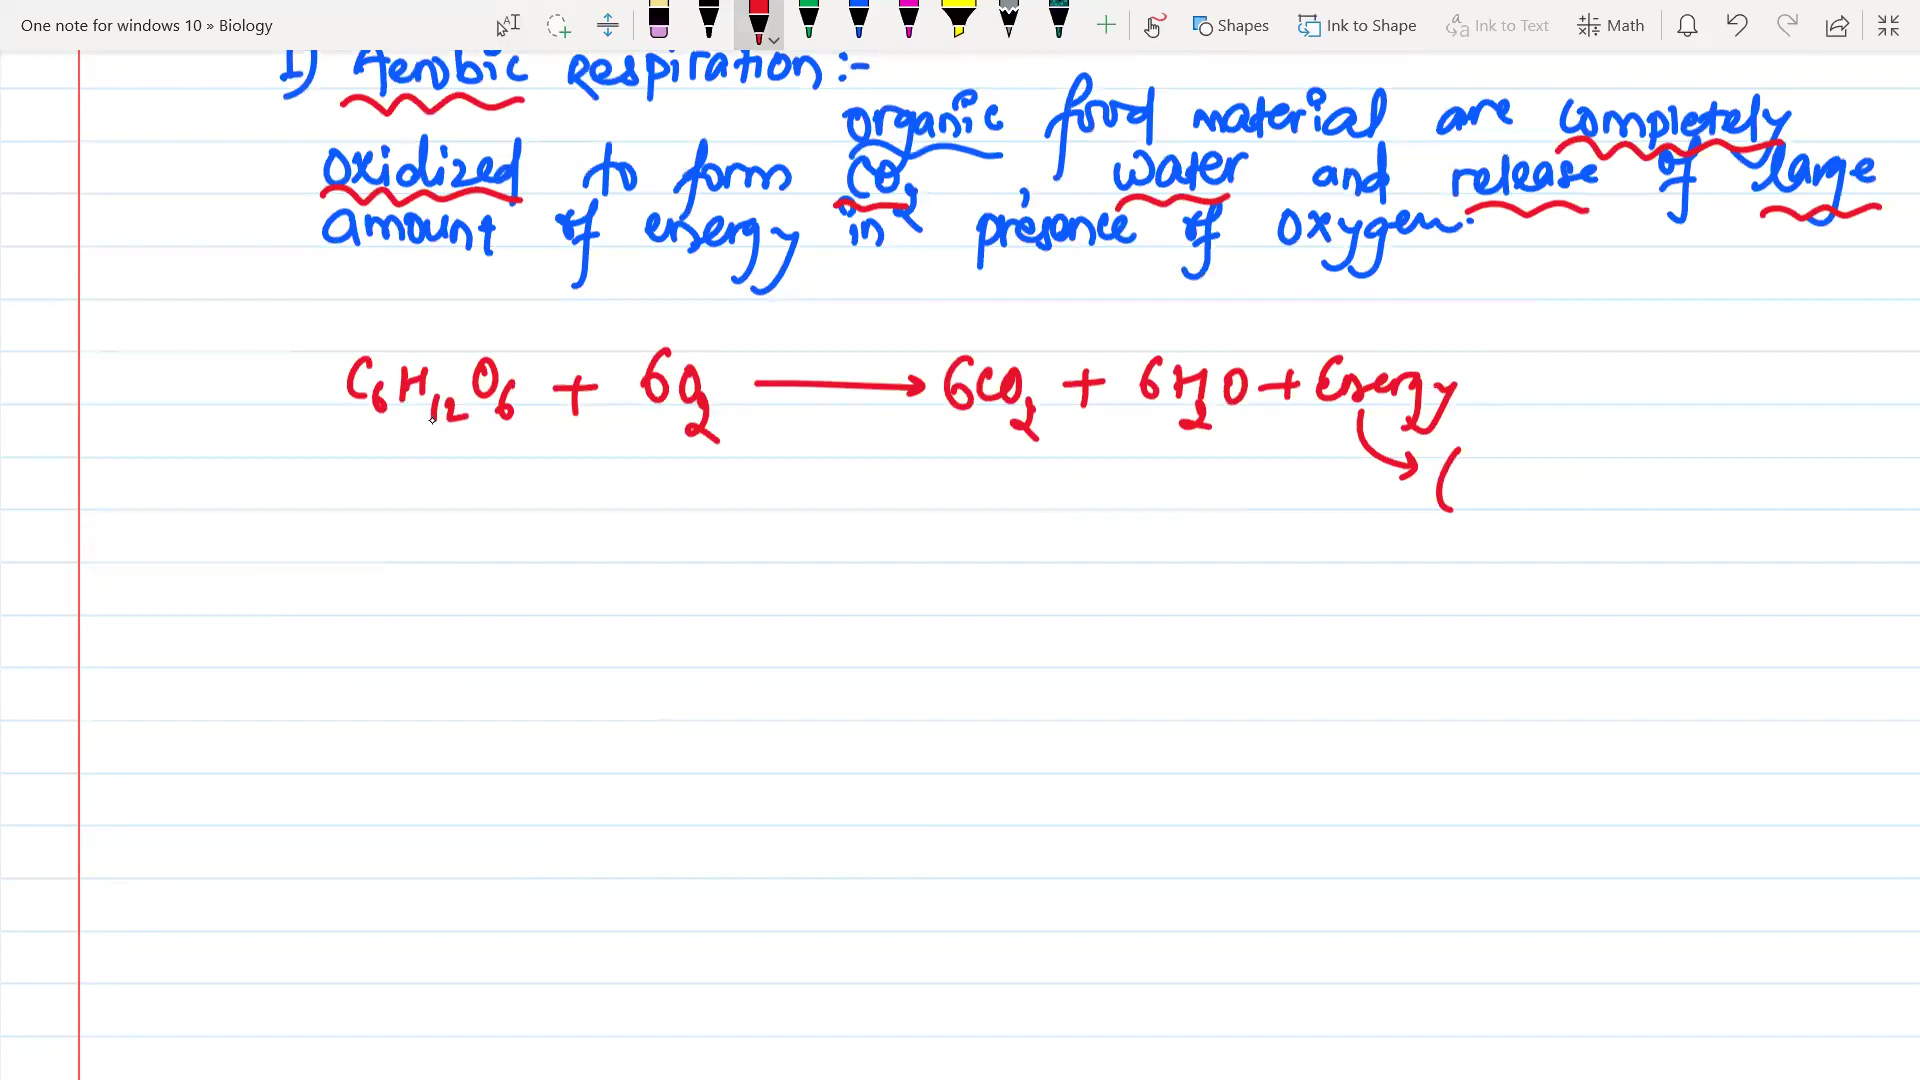 One note for windows 10 » Biology
Shapes
Ink to Shape
Ink to Text
Math
1) Aerobic Respiration :-
organic food material are completely
oxidized to form CO₂, water and release of large
amount of energy in presence of oxygen.
C₆H₁₂O₆ + 6O₂ ⟶ 6CO₂ + 6H₂O + Energy
(